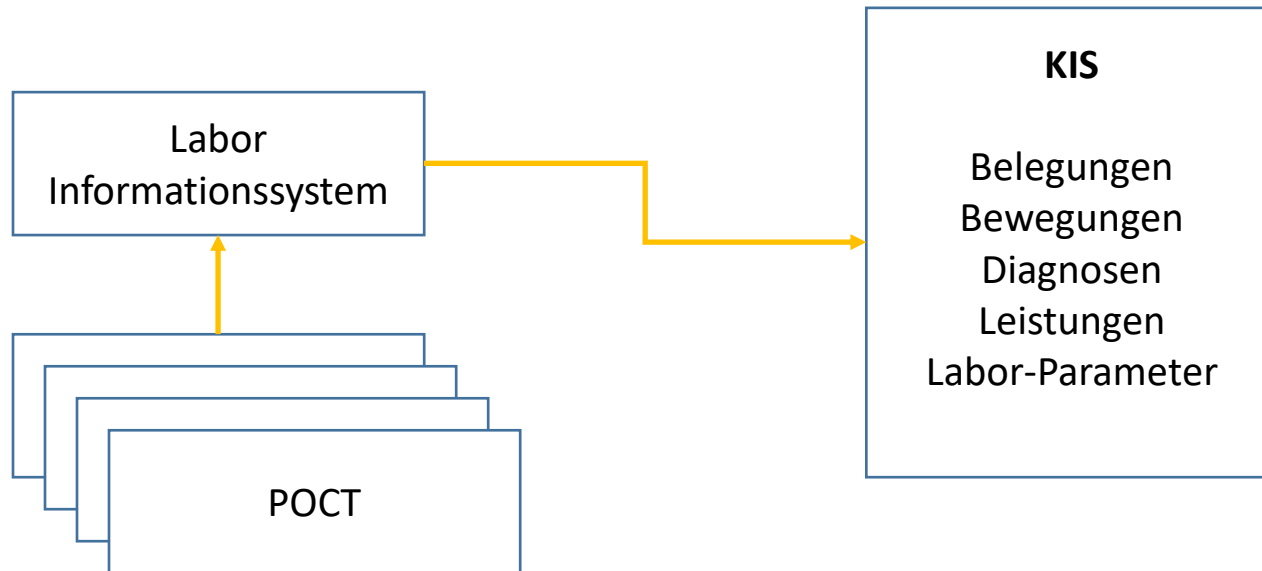 Labor
Informationssystem
POCT
KIS
Belegungen
Bewegungen
Diagnosen
Leistungen
Labor-Parameter